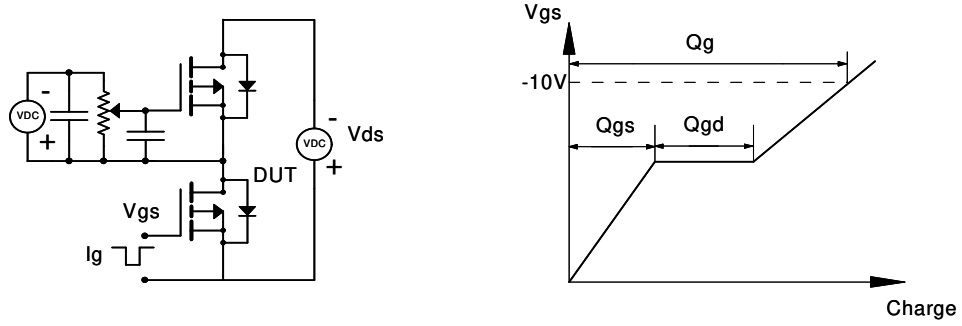 -
VDC
+
-
VDC
+
Vds
DUT
Vgs
Ig
Vgs
Qg
-10V
Qgs
Qgd
Charge